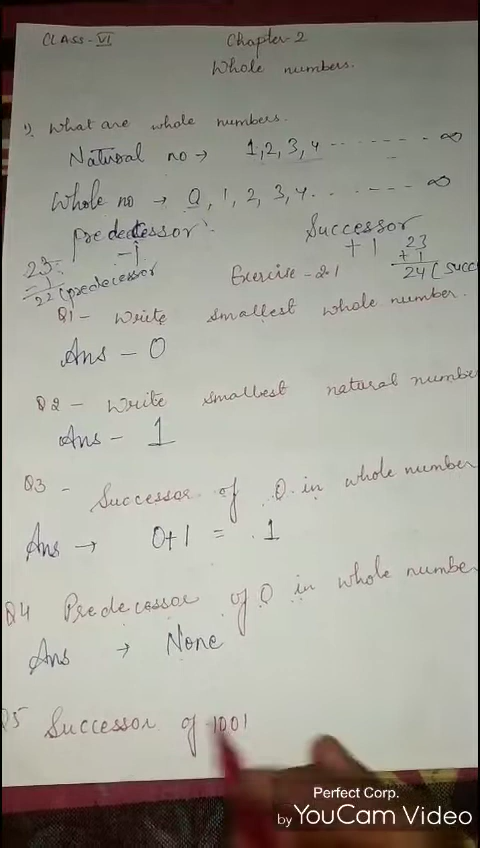 CLASS-VI Chapter-2
Whole numbers.
1) What are whole numbers.
Natural no → 1,2,3,4 ---------- ∞
Whole no → 0, 1, 2, 3, 4. ------- ∞
Predecessor Successor
-1 +1
23 23
-1 +1
22 (predecessor 24 (succ
Exercise-2.1
Q1- Write smallest whole number.
Ans - 0
Q2 - Write smallest natural number
Ans - 1
Q3 - Successor of 0 in whole number
Ans → 0+1 = 1
Q4 Predecessor of 0 in whole number
Ans → None
Q5 Successor of 1001
Perfect Corp.
by YouCam Video